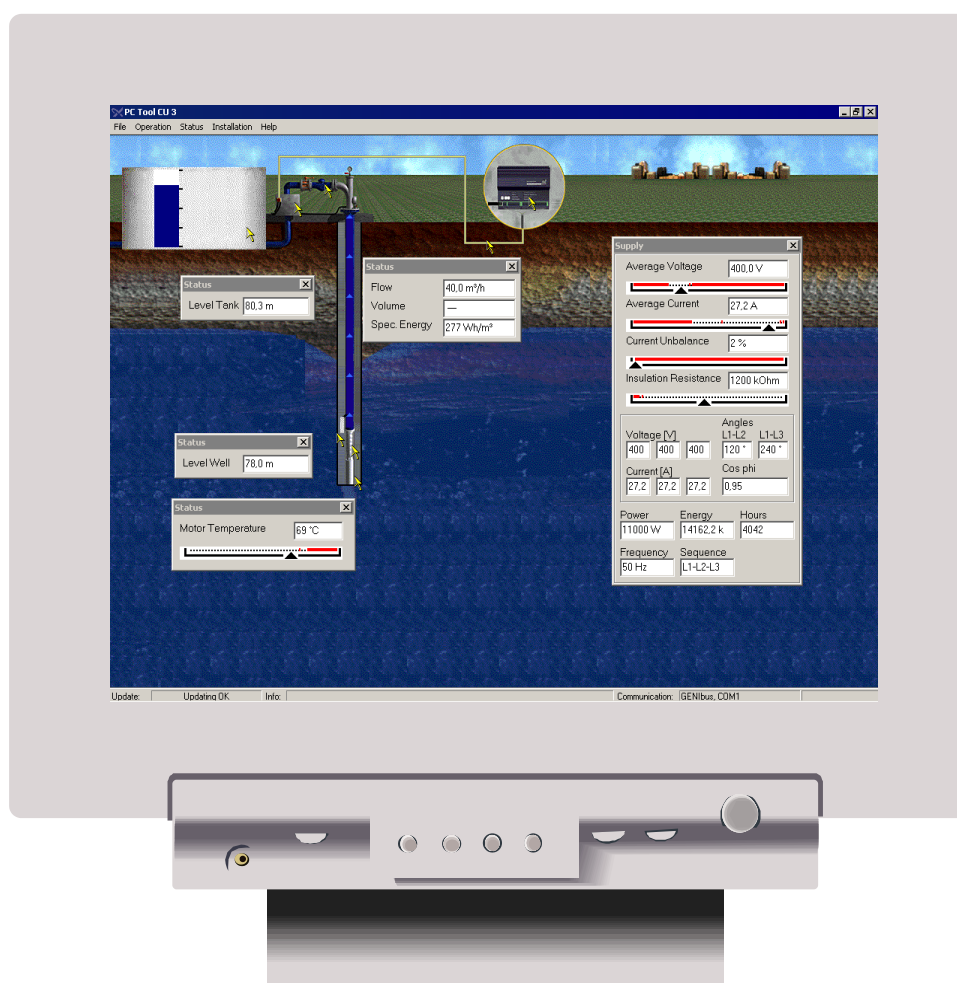 PC Tool CU 3
File Operation Status Installation Help
Supply
Average Voltage 400,0 V
Average Current 27,2 A
Current Unbalance 2 %
Insulation Resistance 1200 kOhm
Angles
Voltage [V] L1-L2 L1-L3
400 400 400 120 ° 240 °
Current [A] Cos phi
27,2 27,2 27,2 0,95
Power Energy Hours
11000 W 14162,2 k 4042
Frequency Sequence
50 Hz L1-L2-L3
Status
Flow 40,0 m³/h
Volume —
Spec. Energy 277 Wh/m³
Status
Level Tank 80,3 m
Status
Level Well 78,0 m
Status
Motor Temperature 69 °C
Update: Updating OK Info: Communication: GENIbus, COM1